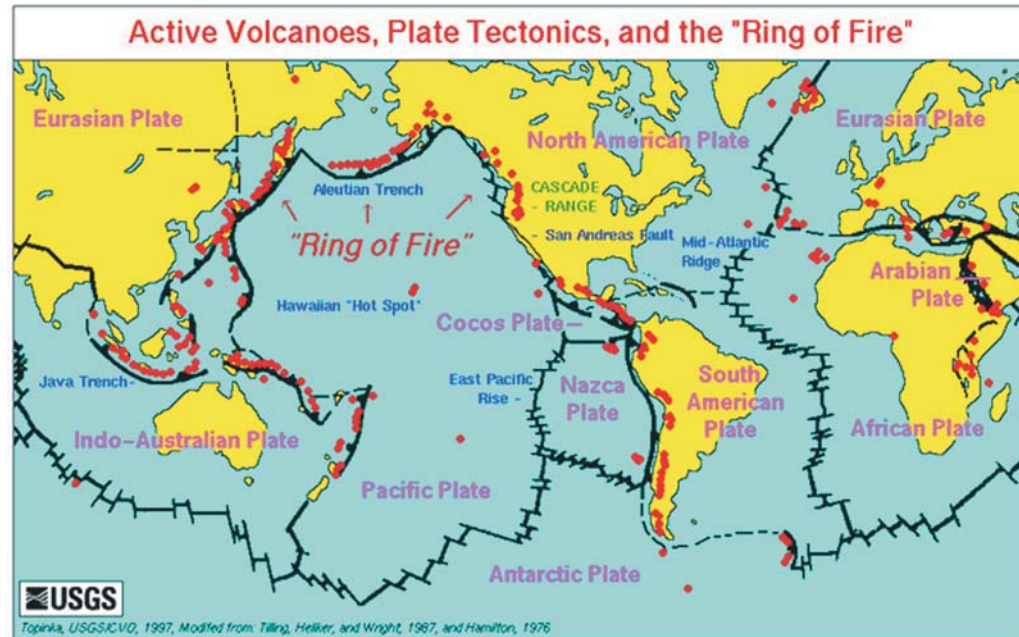 Active Volcanoes, Plate Tectonics, and the "Ring of Fire"
Eurasian Plate
North American Plate
Eurasian Plate
Aleutian Trench
CASCADE
- RANGE
"Ring of Fire"
- San Andreas Fault
Mid-Atlantic
Ridge
Arabian
Plate
Hawaiian "Hot Spot"
Cocos Plate-
Java Trench-
East Pacific
Rise -
Nazca
Plate
South
American
Plate
Indo-Australian Plate
African Plate
Pacific Plate
Antarctic Plate
USGS
Topinka, USGS/CVO, 1997, Modified from: Tilling, Heliker, and Wright, 1987, and Hamilton, 1976